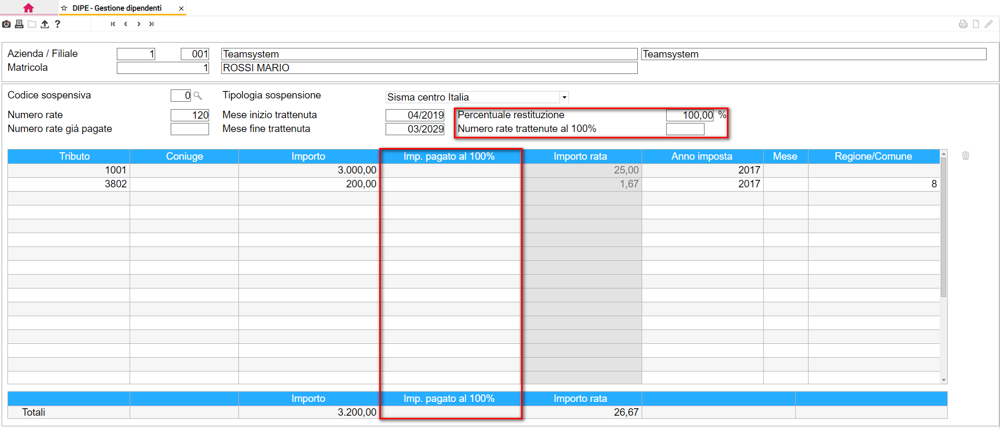 DIPE - Gestione dipendenti
Azienda / Filiale 1 001 Teamsystem Teamsystem
Matricola 1 ROSSI MARIO
Codice sospensiva 0 Tipologia sospensione Sisma centro Italia
Numero rate 120 Mese inizio trattenuta 04/2019 Percentuale restituzione 100,00 %
Numero rate già pagate Mese fine trattenuta 03/2029 Numero rate trattenute al 100%
Tributo Coniuge Importo Imp. pagato al 100% Importo rata Anno imposta Mese Regione/Comune
1001 3.000,00 25,00 2017
3802 200,00 1,67 2017 8
Importo Imp. pagato al 100% Importo rata
Totali 3.200,00 26,67